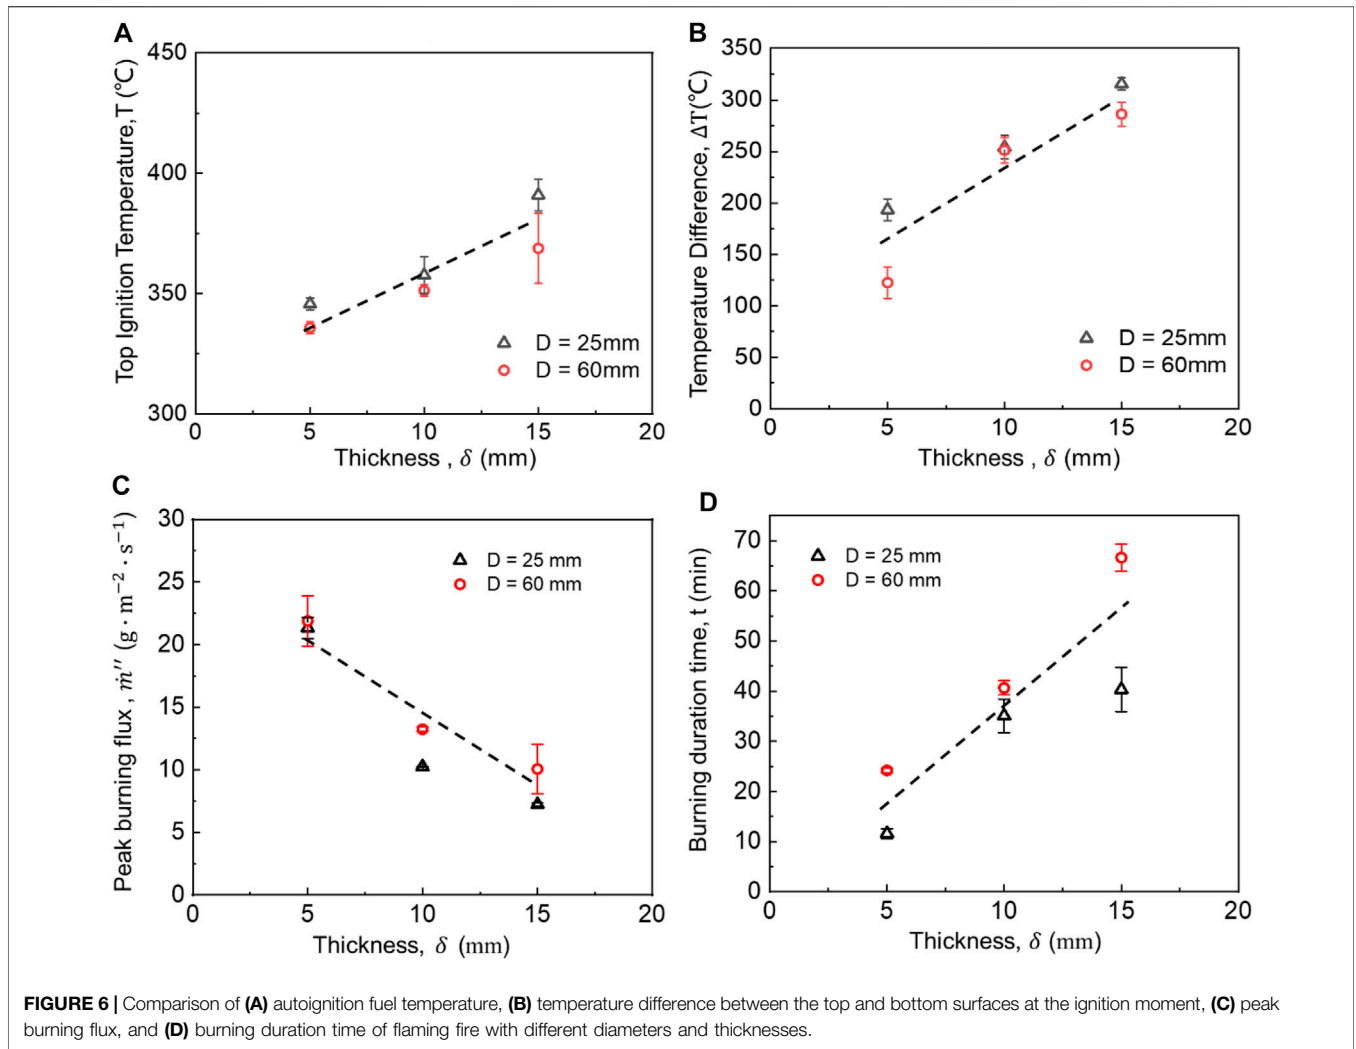 A
450
400
350
300
0
5
10
15
20
Top Ignition Temperature, T (℃)
Thickness , δ (mm)
D = 25mm
D = 60mm
B
350
300
250
200
150
100
50
0
0
5
10
15
20
Temperature Difference, ΔT(℃)
Thickness , δ (mm)
D = 25mm
D = 60mm
C
30
25
20
15
10
5
0
0
5
10
15
20
Peak burning flux , ṁ″ (g · m⁻² · s⁻¹)
Thickness, δ (mm)
D = 25 mm
D = 60 mm
D
70
60
50
40
30
20
10
0
0
5
10
15
20
Burning duration time, t (min)
Thickness, δ (mm)
D = 25 mm
D = 60 mm
FIGURE 6 | Comparison of (A) autoignition fuel temperature, (B) temperature difference between the top and bottom surfaces at the ignition moment, (C) peak
burning flux, and (D) burning duration time of flaming fire with different diameters and thicknesses.